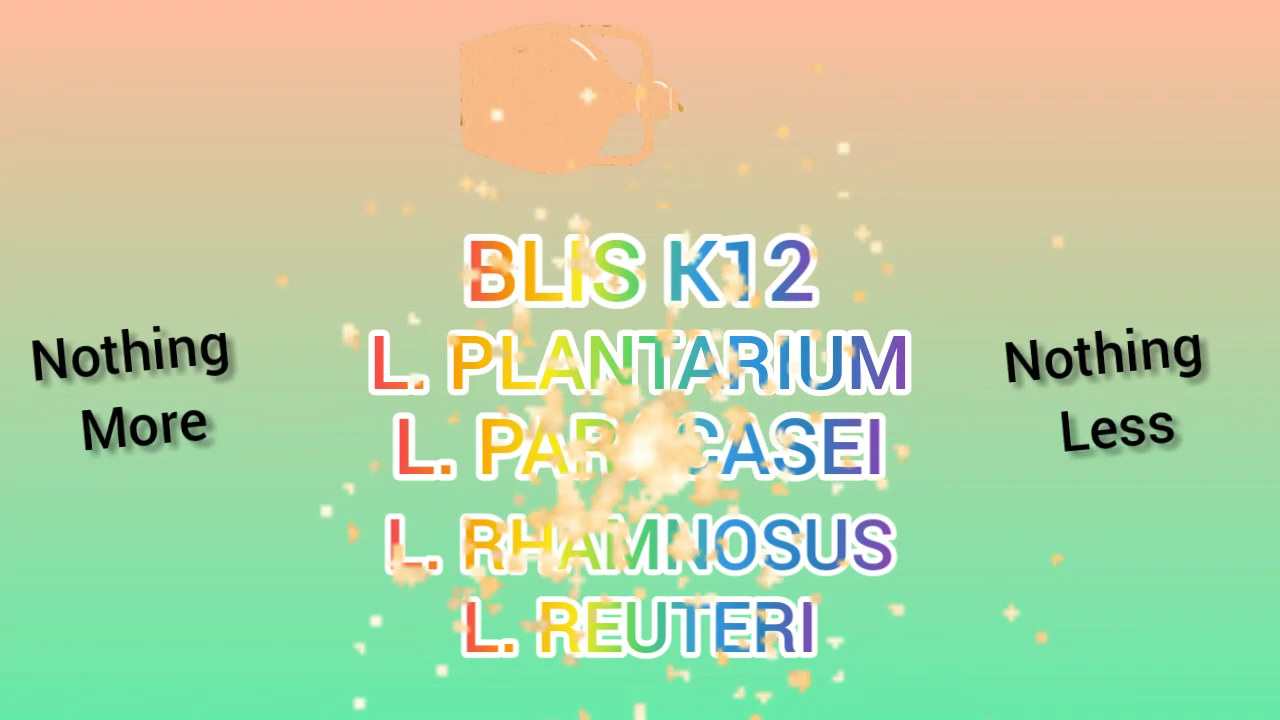 BLIS K12
Nothing
More
L. PLANTARIUM
L. PARACASEI
L. RHAMNOSUS
L. REUTERI
Nothing
Less